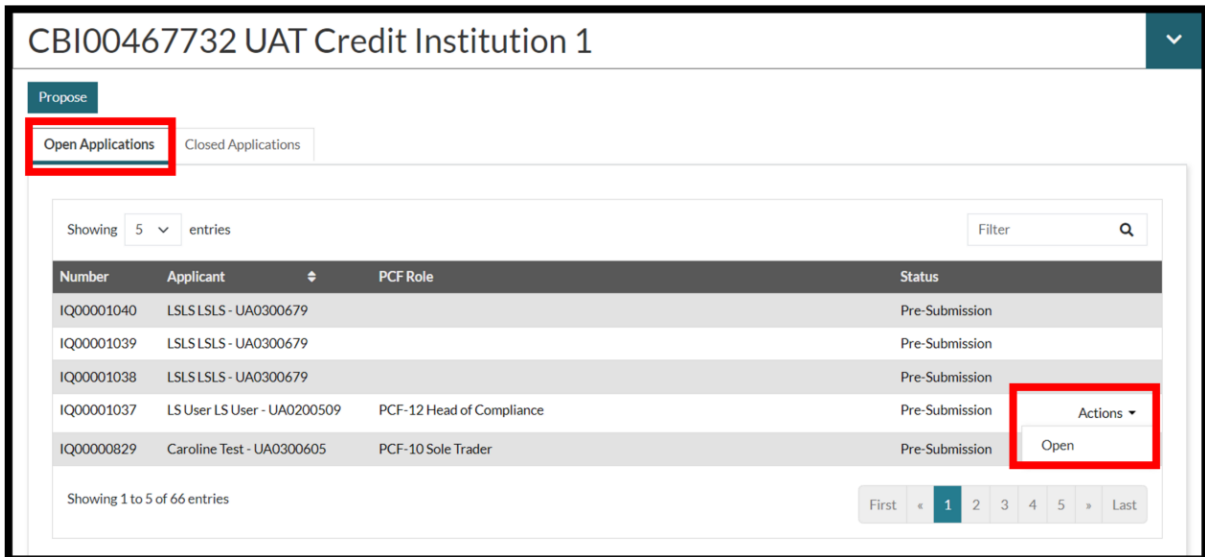 CBI00467732 UAT Credit Institution 1
Propose
Open Applications Closed Applications
Showing 5 entries Filter
Number Applicant PCF Role Status
IQ00001040 LSLS LSLS - UA0300679 Pre-Submission
IQ00001039 LSLS LSLS - UA0300679 Pre-Submission
IQ00001038 LSLS LSLS - UA0300679 Pre-Submission
IQ00001037 LS User LS User - UA0200509 PCF-12 Head of Compliance Pre-Submission Actions
IQ00000829 Caroline Test - UA0300605 PCF-10 Sole Trader Pre-Submission Open
Showing 1 to 5 of 66 entries First « 1 2 3 4 5 » Last